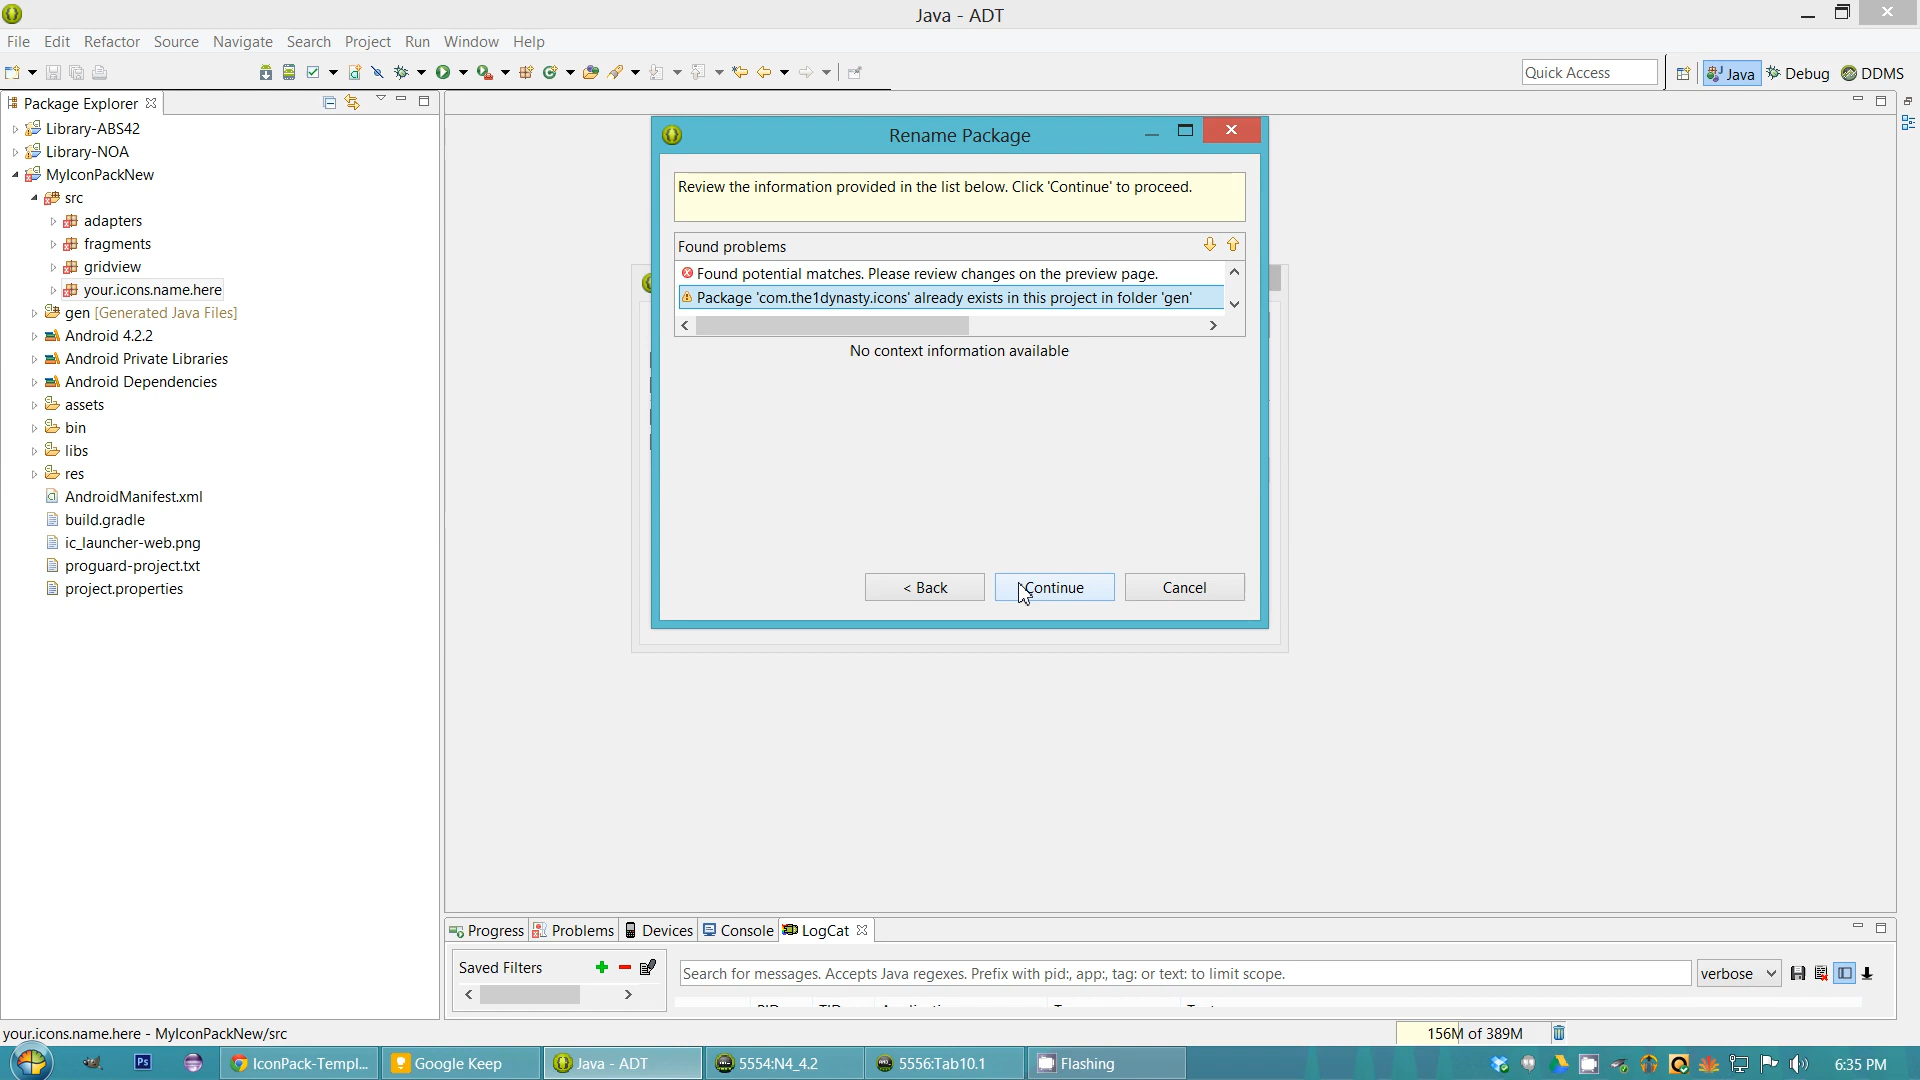 Java - ADT
File Edit Refactor Source Navigate Search Project Run Window Help
Quick Access
Java Debug DDMS
Package Explorer
Library-ABS42
Library-NOA
MyIconPackNew
src
adapters
fragments
gridview
your.icons.name.here
gen [Generated Java Files]
Android 4.2.2
Android Private Libraries
Android Dependencies
assets
bin
libs
res
AndroidManifest.xml
build.gradle
ic_launcher-web.png
proguard-project.txt
project.properties
Rename Package
Review the information provided in the list below. Click 'Continue' to proceed.
Found problems
Found potential matches. Please review changes on the preview page.
Package 'com.the1dynasty.icons' already exists in this project in folder 'gen'
No context information available
< Back Continue Cancel
Progress Problems Devices Console LogCat
Saved Filters
Search for messages. Accepts Java regexes. Prefix with pid:, app:, tag: or text: to limit scope.
verbose
your.icons.name.here - MyIconPackNew/src
156M of 389M
Ps
IconPack-Templ... Google Keep Java - ADT 5554:N4_4.2 5556:Tab10.1 Flashing
6:35 PM